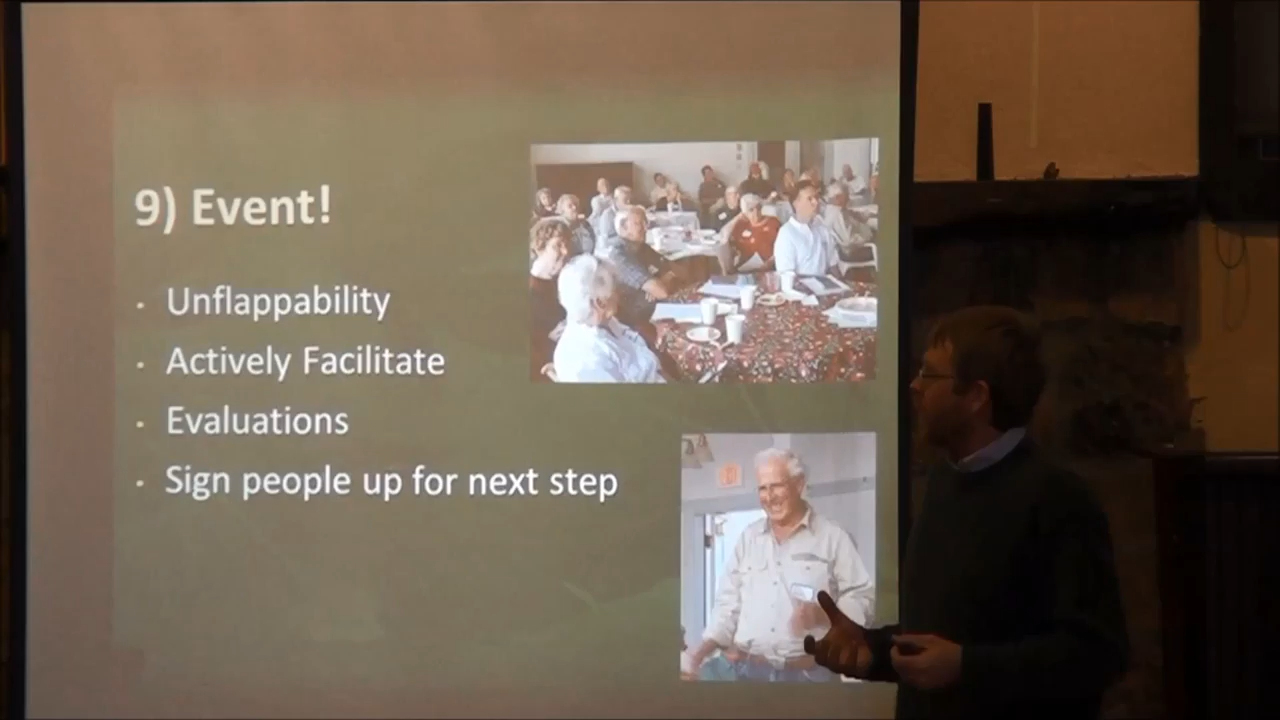 9) Event!
· Unflappability
· Actively Facilitate
· Evaluations
· Sign people up for next step